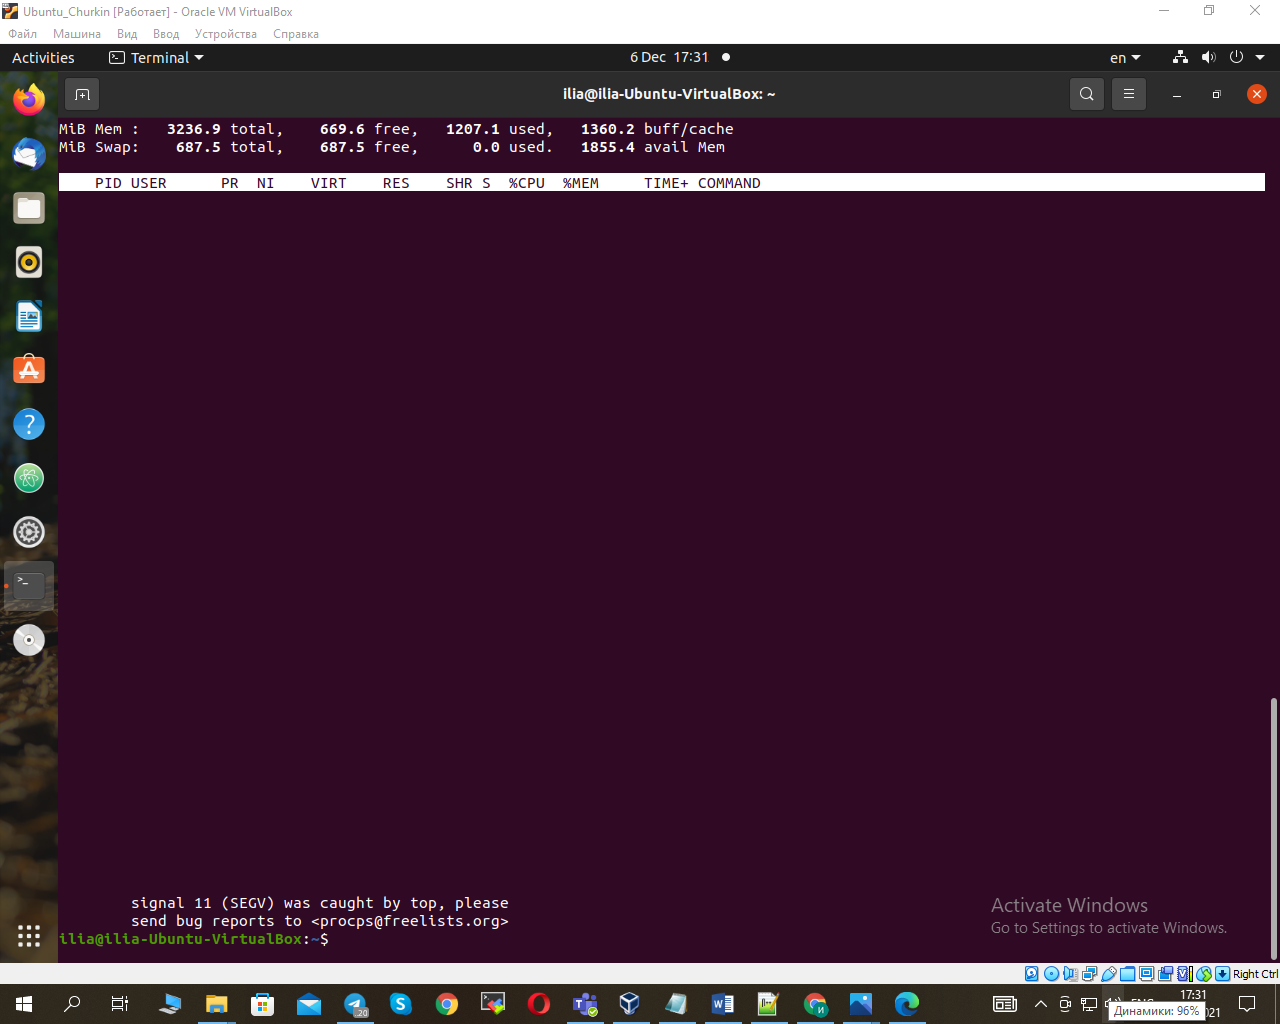 Ubuntu_Churkin [Работает] - Oracle VM VirtualBox
Файл Машина Вид Ввод Устройства Справка
Activities Terminal 6 Dec 17:31 en
ilia@ilia-Ubuntu-VirtualBox: ~
MiB Mem : 3236.9 total, 669.6 free, 1207.1 used, 1360.2 buff/cache
MiB Swap: 687.5 total, 687.5 free, 0.0 used. 1855.4 avail Mem
PID USER PR NI VIRT RES SHR S %CPU %MEM TIME+ COMMAND
signal 11 (SEGV) was caught by top, please
send bug reports to <procps@freelists.org>
ilia@ilia-Ubuntu-VirtualBox:~$
Activate Windows
Go to Settings to activate Windows.
Right Ctrl
17:31
Динамики: 96%